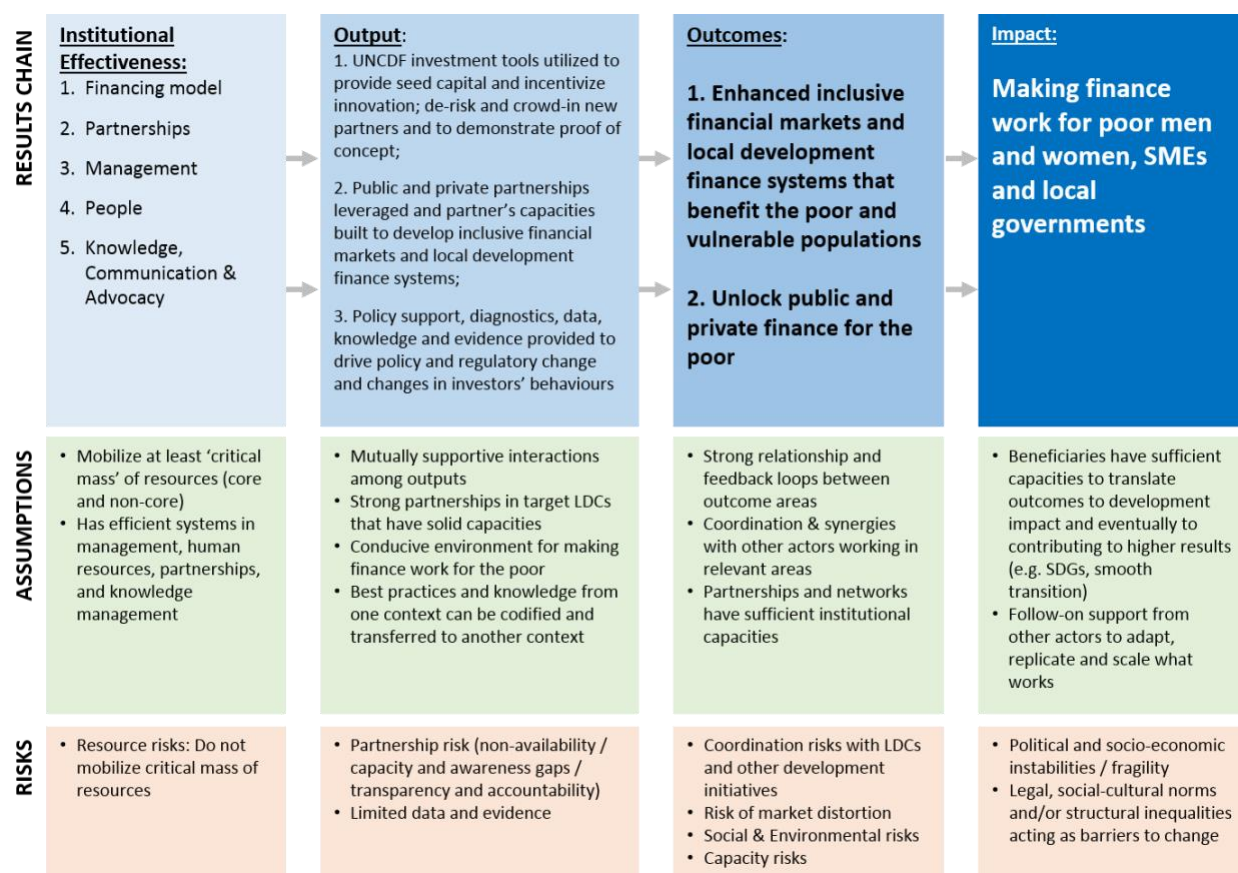 RESULTS CHAIN
Institutional
Effectiveness:
1. Financing model
2. Partnerships
3. Management
4. People
5. Knowledge,
Communication &
Advocacy
Output:
1. UNCDF investment tools utilized to
provide seed capital and incentivize
innovation; de-risk and crowd-in new
partners and to demonstrate proof of
concept;
2. Public and private partnerships
leveraged and partner's capacities
built to develop inclusive financial
markets and local development
finance systems;
3. Policy support, diagnostics, data,
knowledge and evidence provided to
drive policy and regulatory change
and changes in investors' behaviours
Outcomes:
1. Enhanced inclusive
financial markets and
local development
finance systems that
benefit the poor and
vulnerable populations
2. Unlock public and
private finance for the
poor
Impact:
Making finance
work for poor men
and women, SMEs
and local
governments
ASSUMPTIONS
• Mobilize at least 'critical
mass' of resources (core
and non-core)
• Has efficient systems in
management, human
resources, partnerships,
and knowledge
management
• Mutually supportive interactions
among outputs
• Strong partnerships in target LDCs
that have solid capacities
• Conducive environment for making
finance work for the poor
• Best practices and knowledge from
one context can be codified and
transferred to another context
• Strong relationship and
feedback loops between
outcome areas
• Coordination & synergies
with other actors working in
relevant areas
• Partnerships and networks
have sufficient institutional
capacities
• Beneficiaries have sufficient
capacities to translate
outcomes to development
impact and eventually to
contributing to higher results
(e.g. SDGs, smooth
transition)
• Follow-on support from
other actors to adapt,
replicate and scale what
works
RISKS
• Resource risks: Do not
mobilize critical mass of
resources
• Partnership risk (non-availability /
capacity and awareness gaps /
transparency and accountability)
• Limited data and evidence
• Coordination risks with LDCs
and other development
initiatives
• Risk of market distortion
• Social & Environmental risks
• Capacity risks
• Political and socio-economic
instabilities / fragility
• Legal, social-cultural norms
and/or structural inequalities
acting as barriers to change